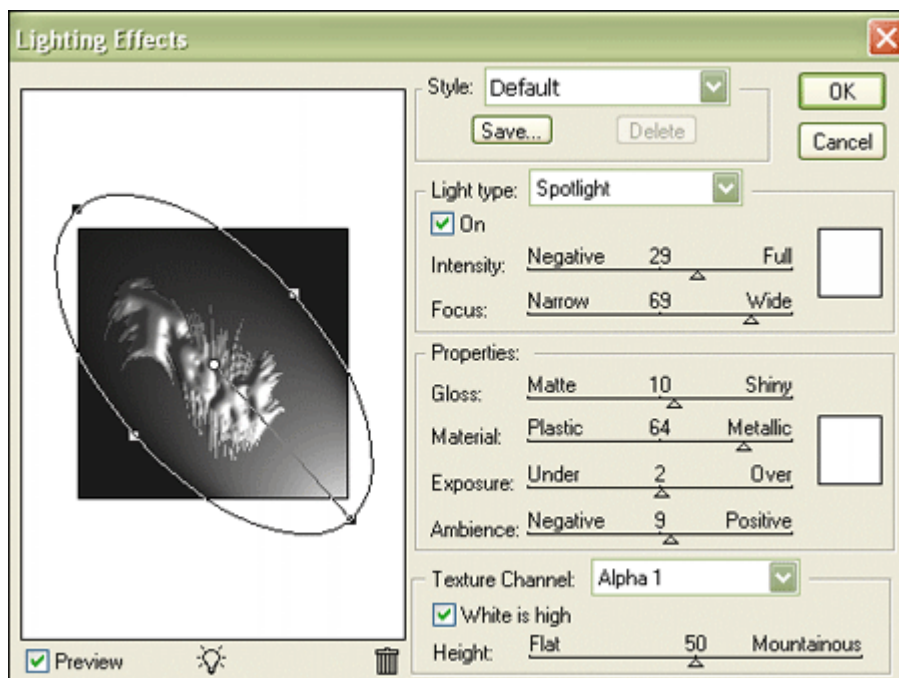 Lighting Effects
Style: Default
OK
Save... Delete
Cancel
Light type: Spotlight
On
Intensity: Negative 29 Full
Focus: Narrow 69 Wide
Properties:
Gloss: Matte 10 Shiny
Material: Plastic 64 Metallic
Exposure: Under 2 Over
Ambience: Negative 9 Positive
Texture Channel: Alpha 1
White is high
Height: Flat 50 Mountainous
Preview